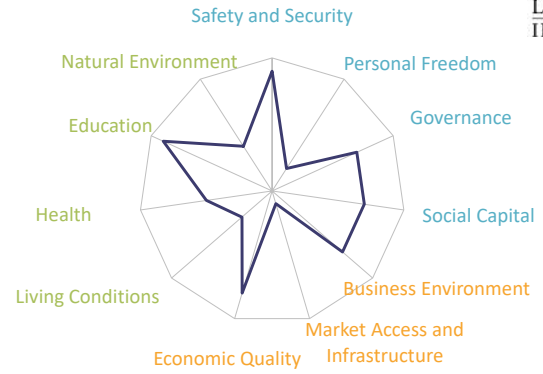 Safety and Security
Natural Environment
Personal Freedom
Education
Governance
Health
Social Capital
Living Conditions
Business Environment
Market Access and
Infrastructure
Economic Quality